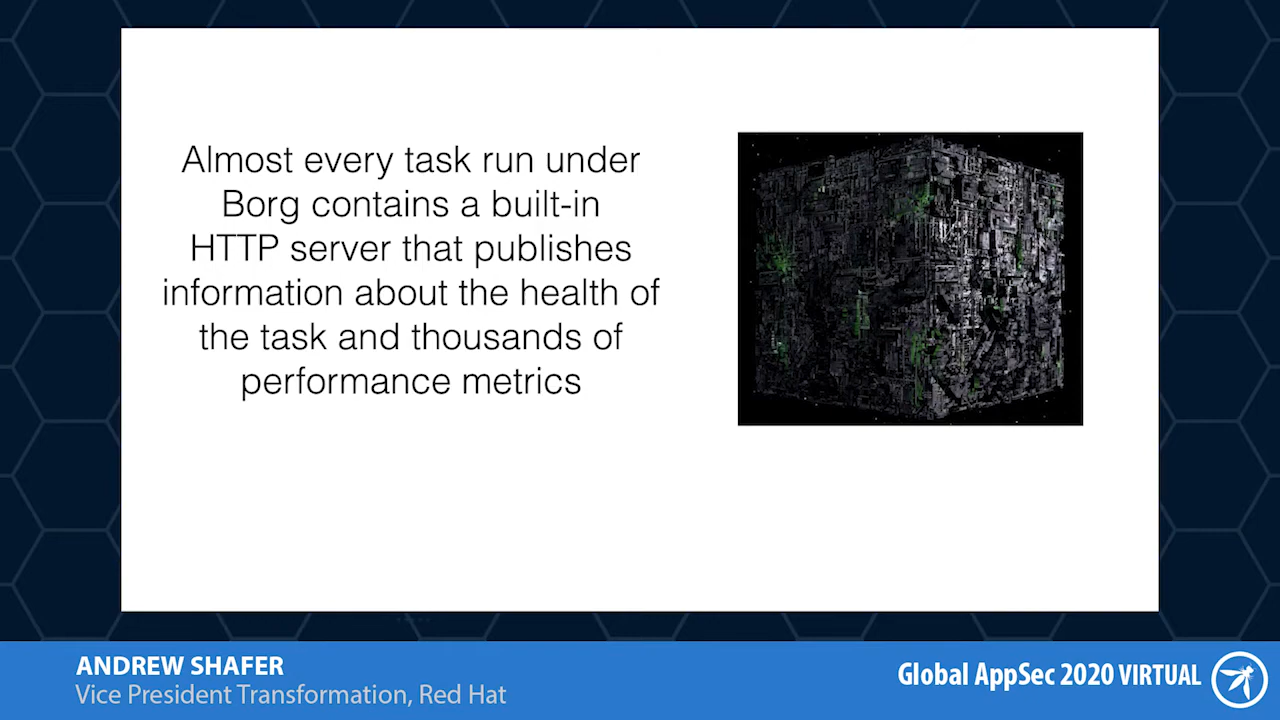 Almost every task run under
Borg contains a built-in
HTTP server that publishes
information about the health of
the task and thousands of
performance metrics
ANDREW SHAFER
Vice President Transformation, Red Hat
Global AppSec 2020 VIRTUAL